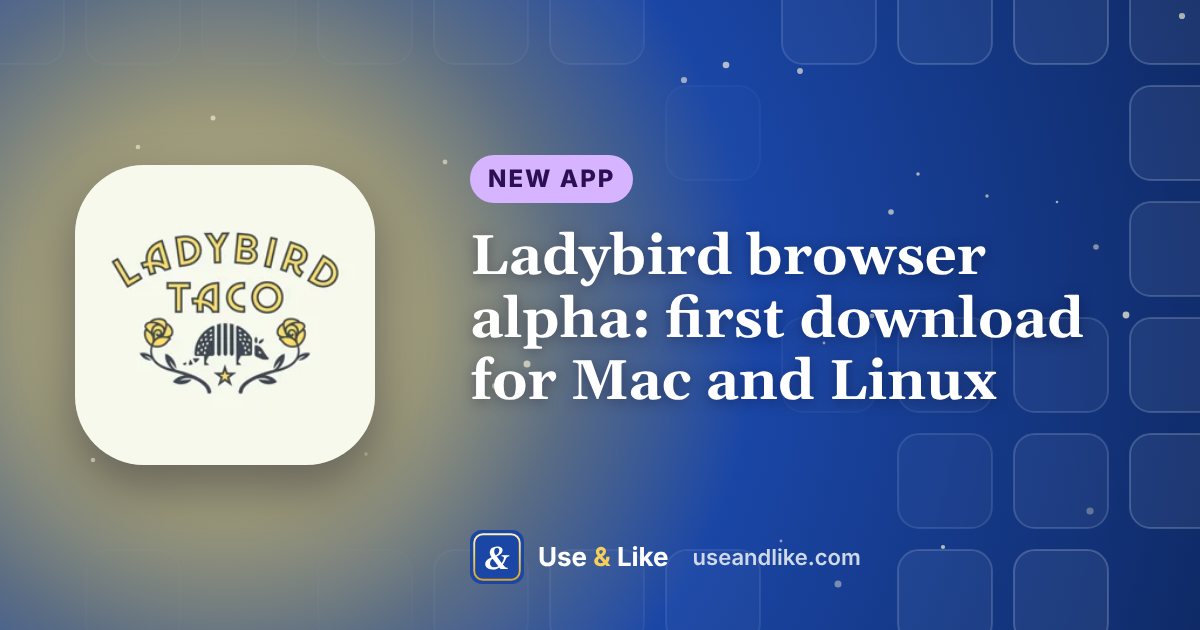 LADYBIRD
TACO
NEW APP
Ladybird browser
alpha: first download
for Mac and Linux
& Use & Like useandlike.com